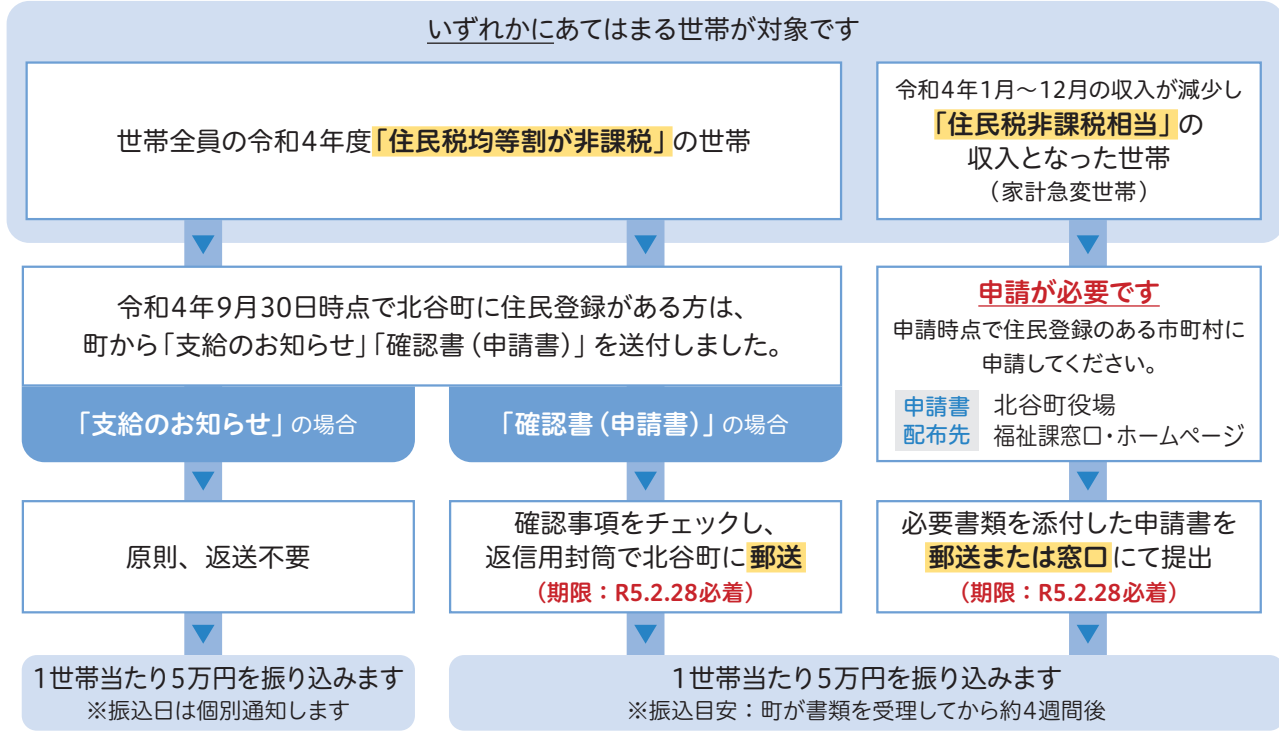 いずれかにあてはまる世帯が対象です
世帯全員の令和4年度「住民税均等割が非課税」の世帯
令和4年1月～12月の収入が減少し
「住民税非課税相当」の
収入となった世帯
（家計急変世帯）
令和4年9月30日時点で北谷町に住民登録がある方は、
町から「支給のお知らせ」「確認書（申請書）」を送付しました。
「支給のお知らせ」の場合
「確認書（申請書）」の場合
申請が必要です
申請時点で住民登録のある市町村に
申請してください。
申請書
配布先
北谷町役場
福祉課窓口・ホームページ
原則、返送不要
確認事項をチェックし、
返信用封筒で北谷町に郵送
（期限：R5.2.28必着）
必要書類を添付した申請書を
郵送または窓口にて提出
（期限：R5.2.28必着）
1世帯当たり5万円を振り込みます
※振込日は個別通知します
1世帯当たり5万円を振り込みます
※振込目安：町が書類を受理してから約4週間後